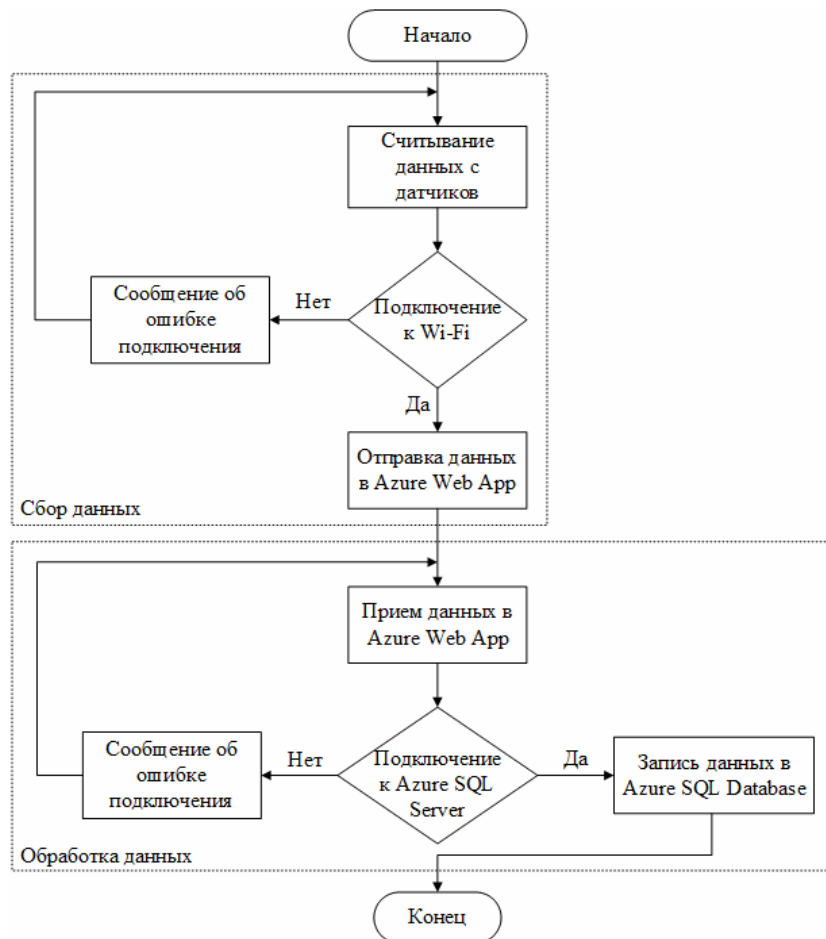 Начало
Считывание
данных с
датчиков
Сообщение об
ошибке
подключения
Нет
Подключение
к Wi-Fi
Да
Отправка данных
в Azure Web App
Сбор данных
Прием данных в
Azure Web App
Сообщение об
ошибке
подключения
Нет
Подключение
к Azure SQL
Server
Да
Запись данных в
Azure SQL Database
Обработка данных
Конец